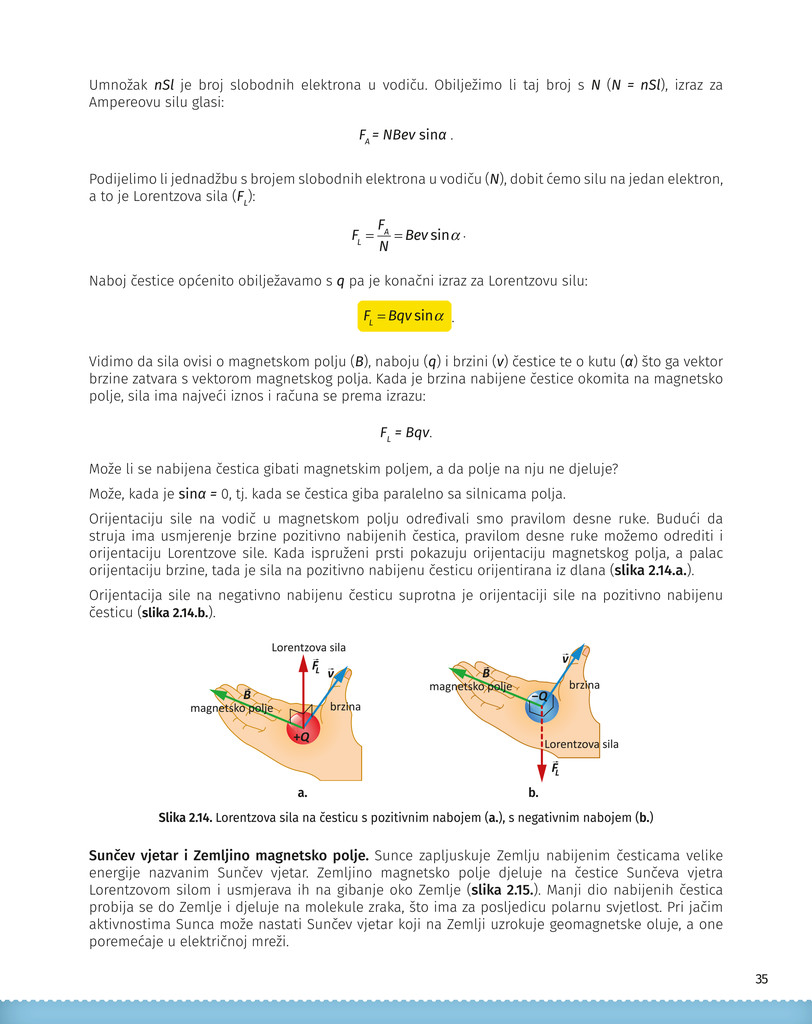 Umnožak nSl je broj slobodnih elektrona u vodiču. Obilježimo li taj broj s N (N = nSl), izraz za
Ampereovu silu glasi:
F_A = NBev sinα .
Podijelimo li jednadžbu s brojem slobodnih elektrona u vodiču (N), dobit ćemo silu na jedan elektron,
a to je Lorentzova sila (F_L):
F_L = F_A / N = Bev sin α .
Naboj čestice općenito obilježavamo s q pa je konačni izraz za Lorentzovu silu:
F_L = Bqv sin α .
Vidimo da sila ovisi o magnetskom polju (B), naboju (q) i brzini (v) čestice te o kutu (α) što ga vektor
brzine zatvara s vektorom magnetskog polja. Kada je brzina nabijene čestice okomita na magnetsko
polje, sila ima najveći iznos i računa se prema izrazu:
F_L = Bqv.
Može li se nabijena čestica gibati magnetskim poljem, a da polje na nju ne djeluje?
Može, kada je sinα = 0, tj. kada se čestica giba paralelno sa silnicama polja.
Orijentaciju sile na vodič u magnetskom polju određivali smo pravilom desne ruke. Budući da
struja ima usmjerenje brzine pozitivno nabijenih čestica, pravilom desne ruke možemo odrediti i
orijentaciju Lorentzove sile. Kada ispruženi prsti pokazuju orijentaciju magnetskog polja, a palac
orijentaciju brzine, tada je sila na pozitivno nabijenu česticu orijentirana iz dlana (slika 2.14.a.).
Orijentacija sile na negativno nabijenu česticu suprotna je orijentaciji sile na pozitivno nabijenu
česticu (slika 2.14.b.).
Lorentzova sila
F⃗_L
v⃗
B⃗
magnetsko polje
brzina
+Q
a.
v⃗
B⃗
magnetsko polje
brzina
–Q
Lorentzova sila
F⃗_L
b.
Slika 2.14. Lorentzova sila na česticu s pozitivnim nabojem (a.), s negativnim nabojem (b.)
Sunčev vjetar i Zemljino magnetsko polje. Sunce zapljuskuje Zemlju nabijenim česticama velike
energije nazvanim Sunčev vjetar. Zemljino magnetsko polje djeluje na čestice Sunčeva vjetra
Lorentzovom silom i usmjerava ih na gibanje oko Zemlje (slika 2.15.). Manji dio nabijenih čestica
probija se do Zemlje i djeluje na molekule zraka, što ima za posljedicu polarnu svjetlost. Pri jačim
aktivnostima Sunca može nastati Sunčev vjetar koji na Zemlji uzrokuje geomagnetske oluje, a one
poremećaje u električnoj mreži.
35